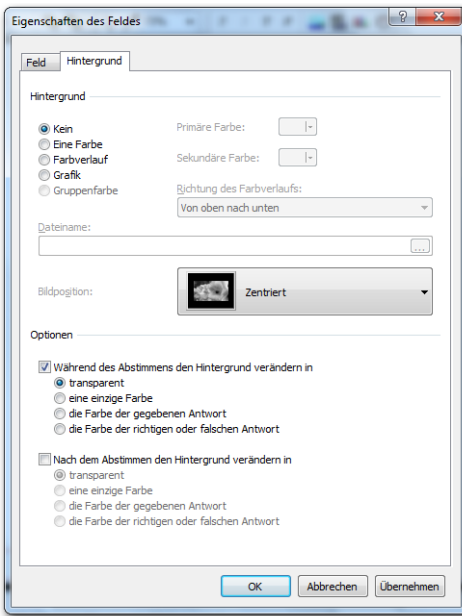 Eigenschaften des Feldes
Feld
Hintergrund
Hintergrund
Kein
Eine Farbe
Farbverlauf
Grafik
Gruppenfarbe
Primäre Farbe:
Sekundäre Farbe:
Richtung des Farbverlaufs:
Von oben nach unten
Dateiname:
...
Bildposition:
Zentriert
Optionen
Während des Abstimmens den Hintergrund verändern in
transparent
eine einzige Farbe
die Farbe der gegebenen Antwort
die Farbe der richtigen oder falschen Antwort
Nach dem Abstimmen den Hintergrund verändern in
transparent
eine einzige Farbe
die Farbe der gegebenen Antwort
die Farbe der richtigen oder falschen Antwort
OK
Abbrechen
Übernehmen